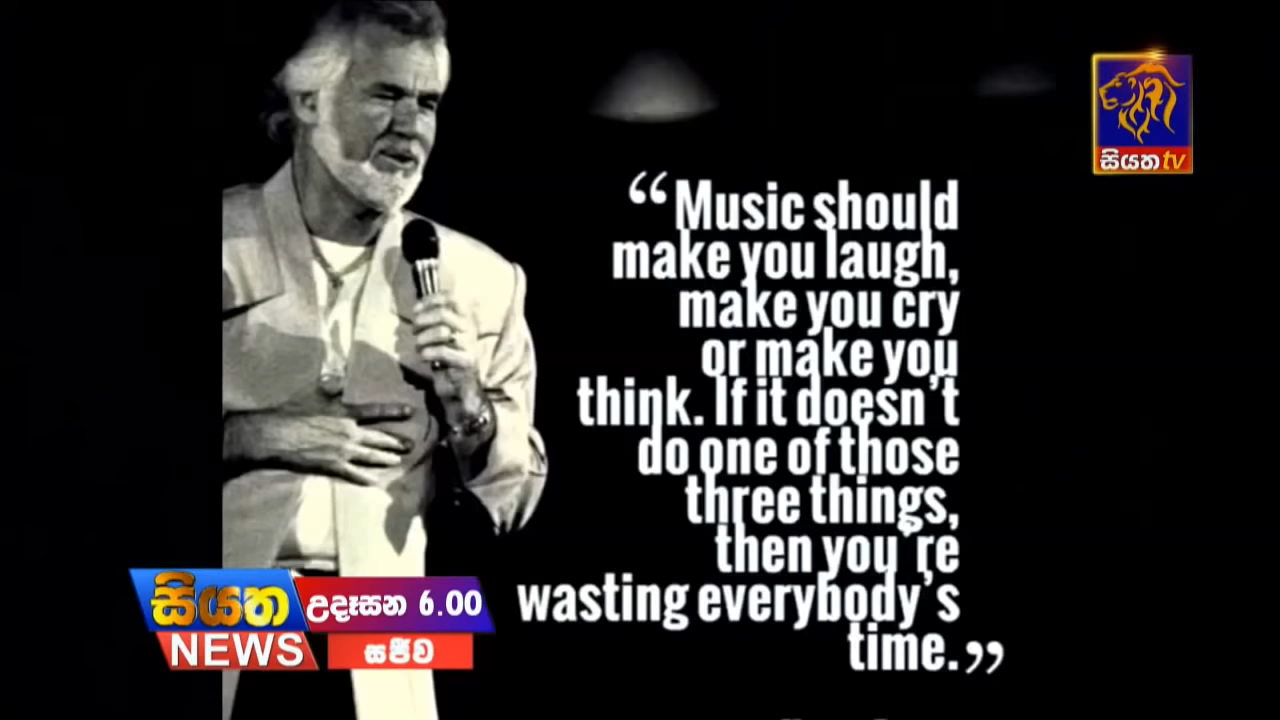 සියත tv
“Music should
make you laugh,
make you cry
or make you
think. If it doesn't
do one of those
three things,
then you're
wasting everybody's
time.”
සියත
NEWS
උදෑසන 6.00
සජීව